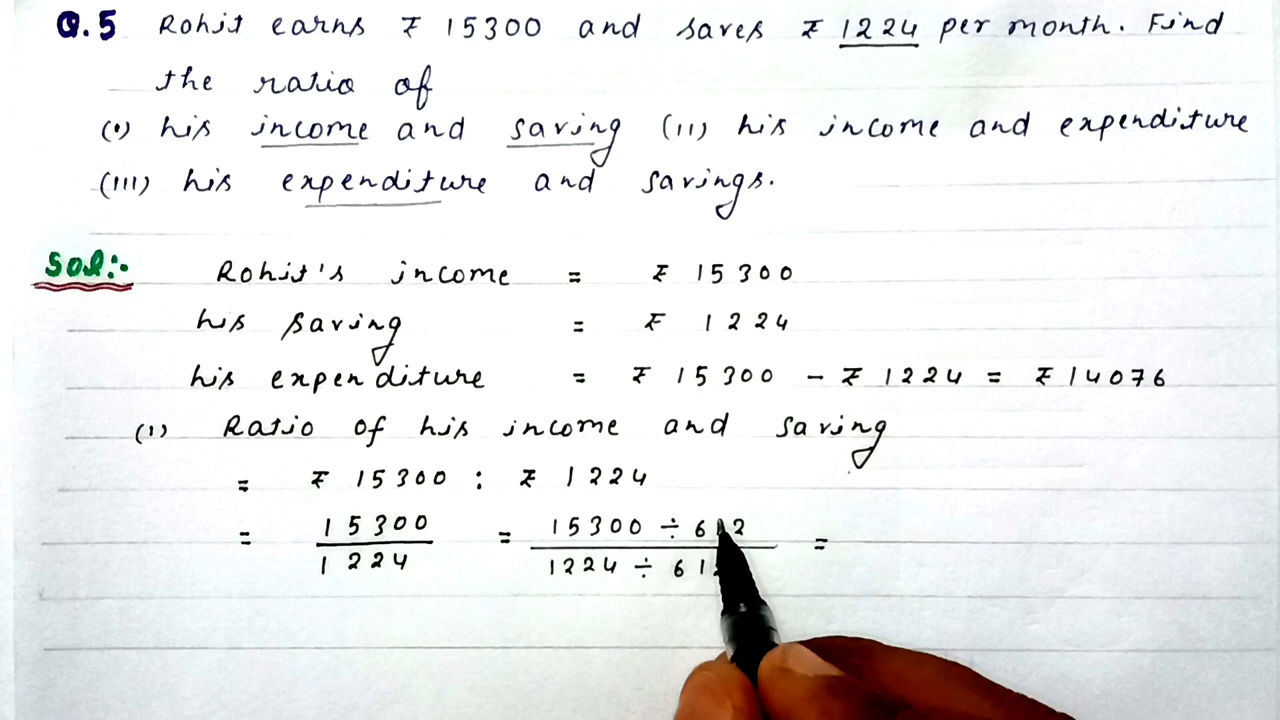 Q.5 Rohit earns ₹ 15300 and saves ₹ 1224 per month. Find
the ratio of
(i) his income and saving (ii) his income and expenditure
(iii) his expenditure and savings.
Sol:- Rohit's income = ₹ 15300
his saving = ₹ 1224
his expenditure = ₹ 15300 - ₹ 1224 = ₹ 14076
(i) Ratio of his income and saving
= ₹ 15300 : ₹ 1224
= 15300/1224 = 15300 ÷ 612 / 1224 ÷ 61 =